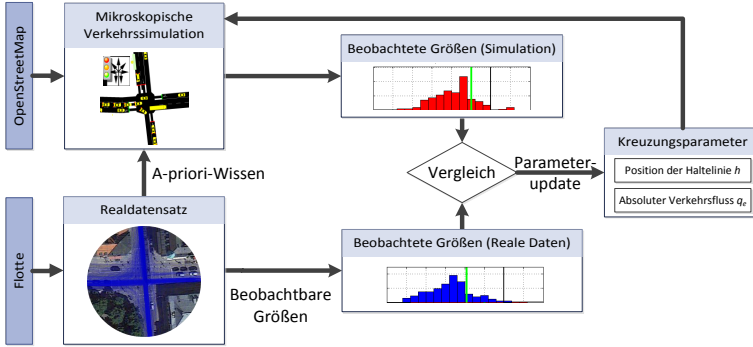 OpenStreetMap
Mikroskopische
Verkehrssimulation
Beobachtete Größen (Simulation)
A-priori-Wissen
Vergleich
Parameter-
update
Kreuzungsparameter
Position der Haltelinie h
Absoluter Verkehrsfluss qe
Flotte
Realdatensatz
Beobachtbare
Größen
Beobachtete Größen (Reale Daten)